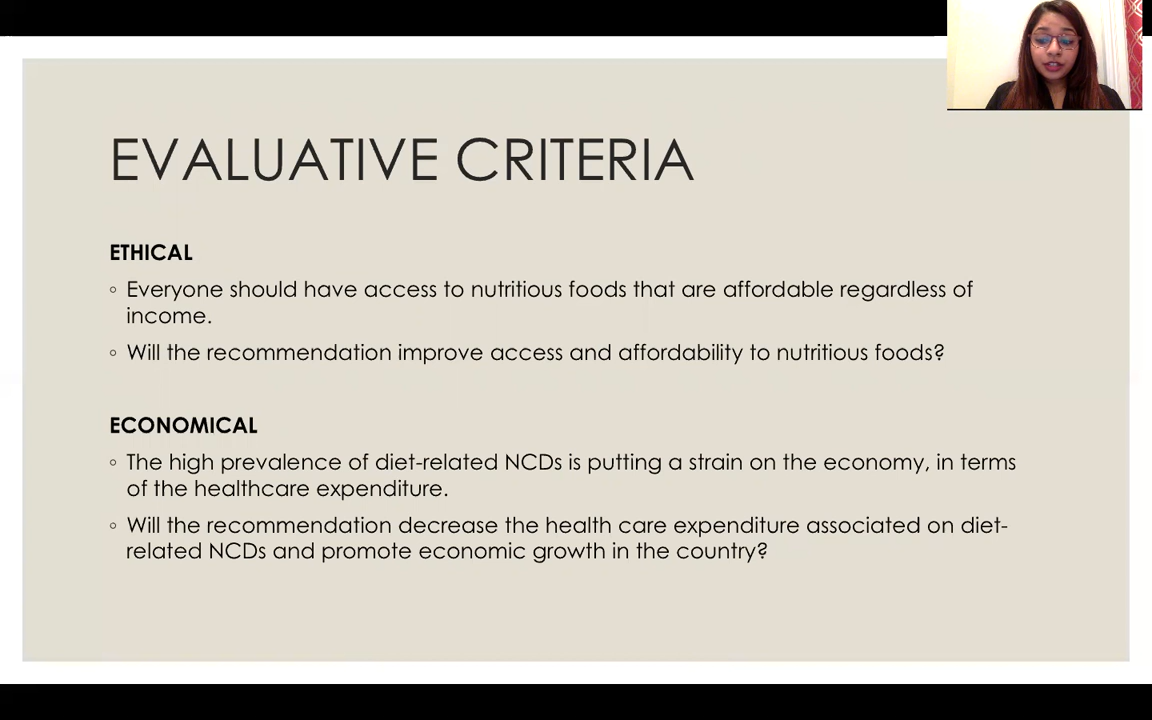 EVALUATIVE CRITERIA
ETHICAL
◦ Everyone should have access to nutritious foods that are affordable regardless of
income.
◦ Will the recommendation improve access and affordability to nutritious foods?
ECONOMICAL
◦ The high prevalence of diet-related NCDs is putting a strain on the economy, in terms
of the healthcare expenditure.
◦ Will the recommendation decrease the health care expenditure associated on diet-
related NCDs and promote economic growth in the country?